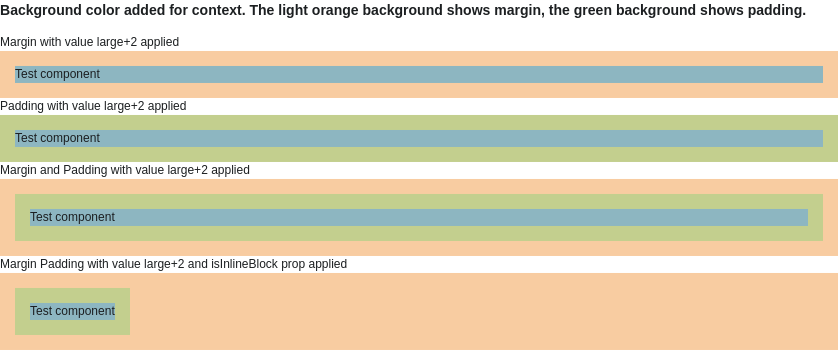 Background color added for context. The light orange background shows margin, the green background shows padding.
Margin with value large+2 applied
Test component
Padding with value large+2 applied
Test component
Margin and Padding with value large+2 applied
Test component
Margin Padding with value large+2 and isInlineBlock prop applied
Test component